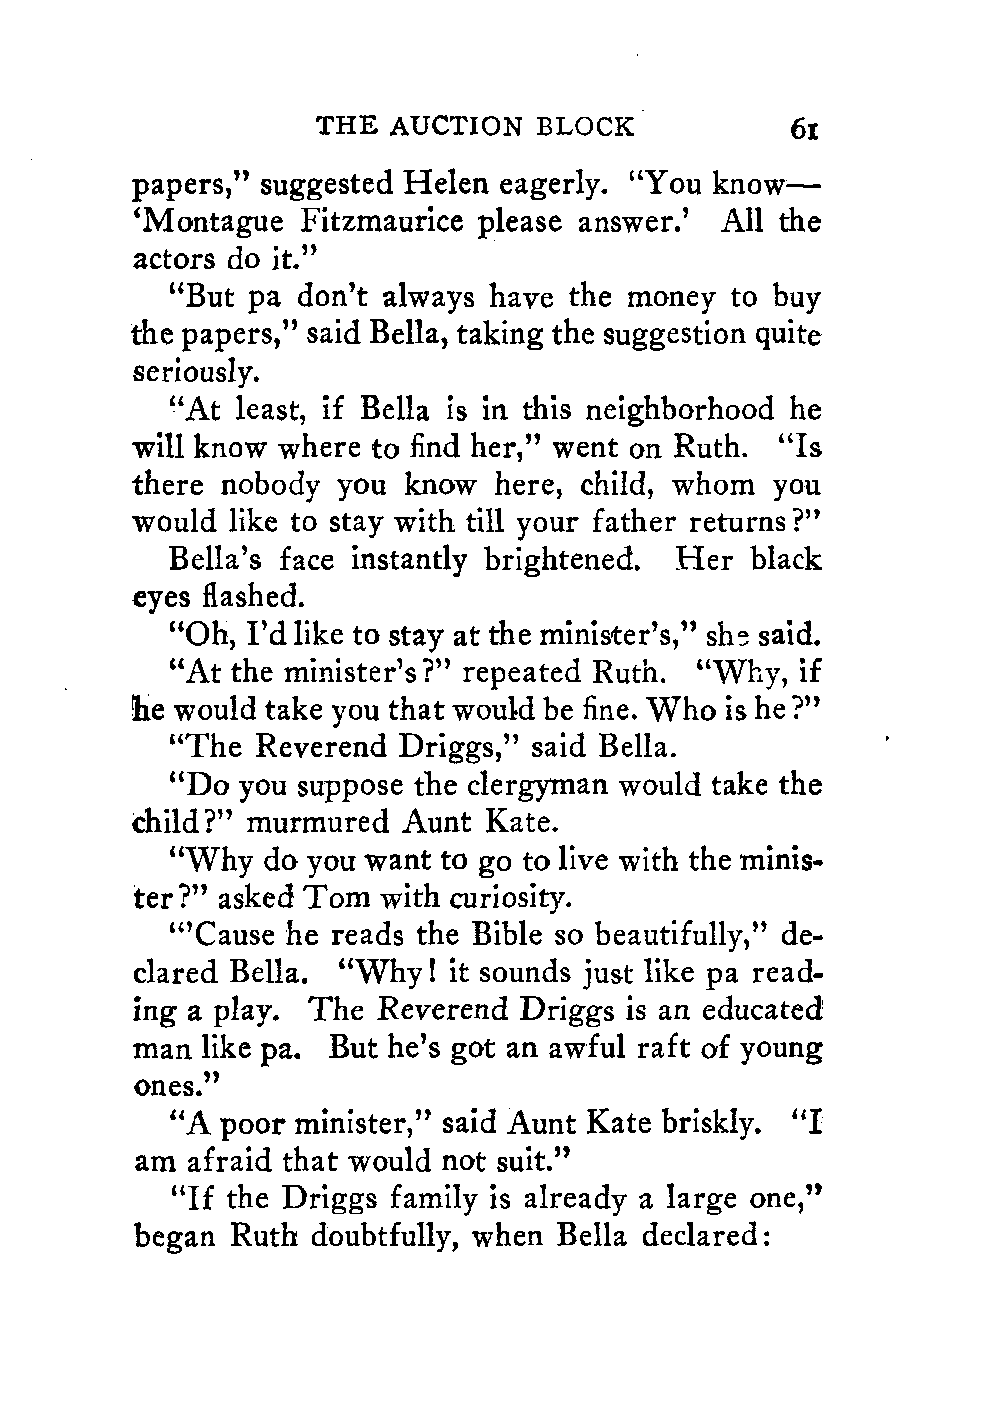 THE AUCTION BLOCK 61
papers," suggested Helen eagerly. "You know—
'Montague Fitzmaurice please answer.' All the
actors do it."
"But pa don't always have the money to buy
the papers," said Bella, taking the suggestion quite
seriously.
"At least, if Bella is in this neighborhood he
will know where to find her," went on Ruth. "Is
there nobody you know here, child, whom you
would like to stay with till your father returns?"
Bella's face instantly brightened. Her black
eyes flashed.
"Oh, I'd like to stay at the minister's," she said.
"At the minister's?" repeated Ruth. "Why, if
he would take you that would be fine. Who is he?"
"The Reverend Driggs," said Bella.
"Do you suppose the clergyman would take the
child?" murmured Aunt Kate.
"Why do you want to go to live with the minis-
ter?" asked Tom with curiosity.
"'Cause he reads the Bible so beautifully," de-
clared Bella. "Why! it sounds just like pa read-
ing a play. The Reverend Driggs is an educated
man like pa. But he's got an awful raft of young
ones."
"A poor minister," said Aunt Kate briskly. "I
am afraid that would not suit."
"If the Driggs family is already a large one,"
began Ruth doubtfully, when Bella declared: